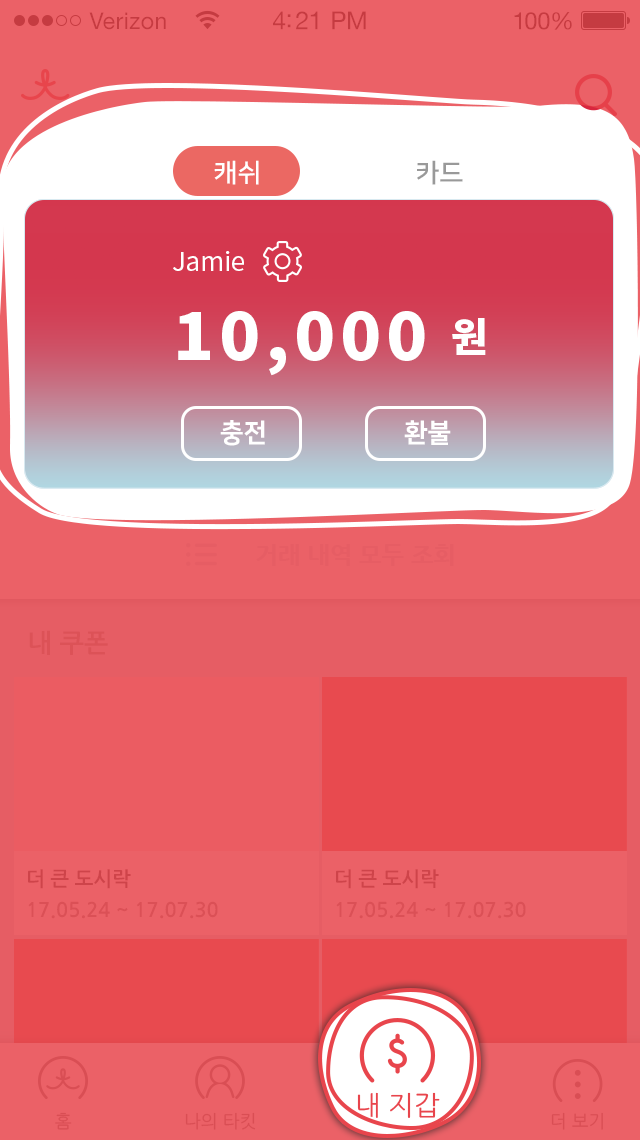 Verizon 4:21 PM 100%
캐쉬 카드
Jamie
10,000 원
충전 환불
거래 내역 모두 조회
내 쿠폰
더 큰 도시락 더 큰 도시락
17.05.24 ~ 17.07.30 17.05.24 ~ 17.07.30
$
홈 나의 타킷 내 지갑 더 보기